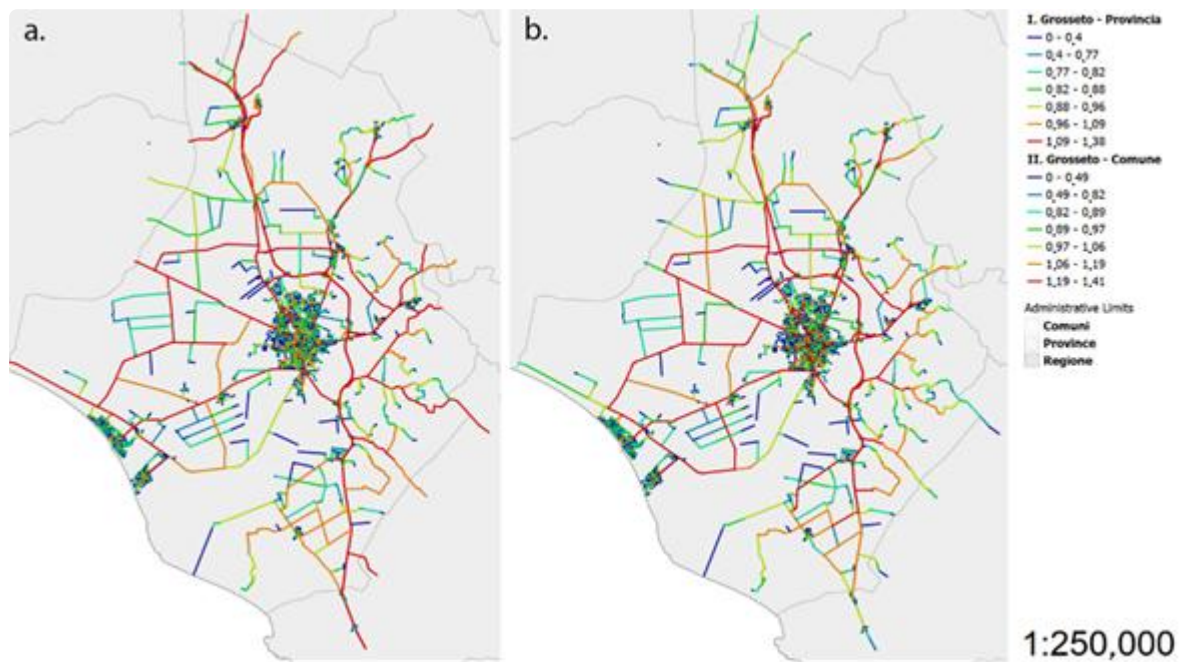 a.
b.
I. Grosseto - Provincia
0 - 0,4
0,4 - 0,77
0,77 - 0,82
0,82 - 0,88
0,88 - 0,96
0,96 - 1,09
1,09 - 1,38
II. Grosseto - Comune
0 - 0,49
0,49 - 0,82
0,82 - 0,89
0,89 - 0,97
0,97 - 1,06
1,06 - 1,19
1,19 - 1,41
Administrative Limits
Comuni
Province
Regione
1:250,000